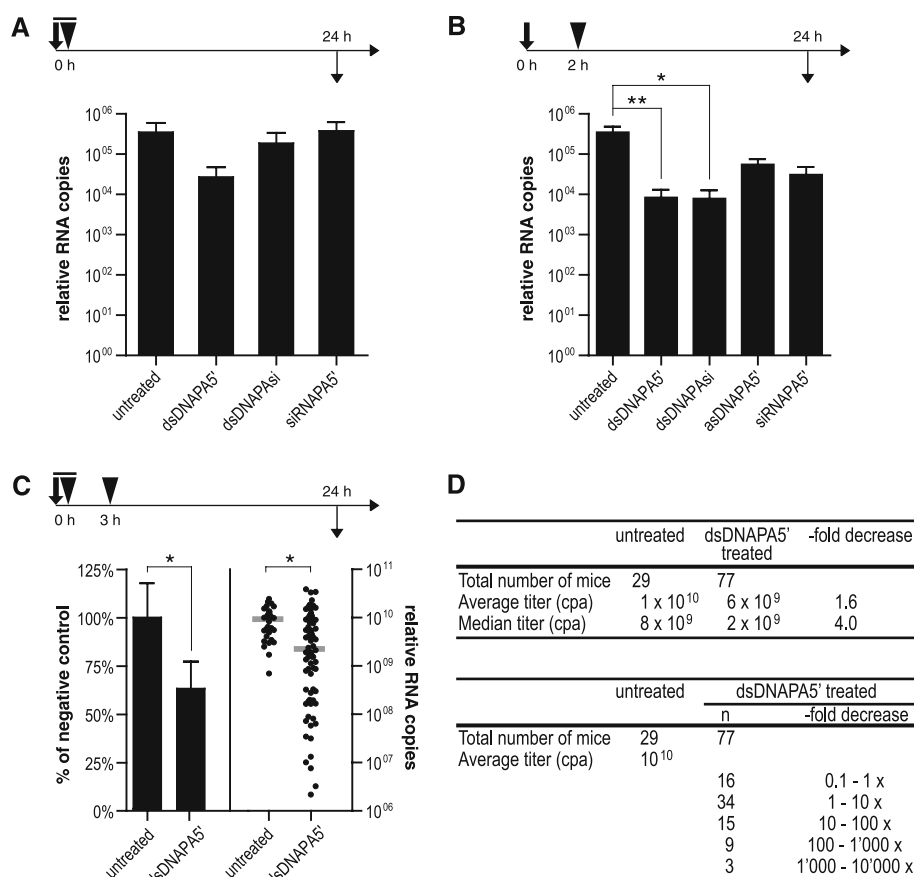 A
0 h
24 h
relative RNA copies
10^06
10^05
10^04
10^03
10^02
10^01
10^00
untreated
dsDNAPA5'
dsDNAPAsi
siRNAPA5'
B
0 h
2 h
24 h
*
**
relative RNA copies
10^06
10^05
10^04
10^03
10^02
10^01
10^00
untreated
dsDNAPA5'
dsDNAPAsi
asDNAPA5'
siRNAPA5'
C
0 h
3 h
24 h
% of negative control
125%
100%
75%
50%
25%
0%
*
*
10^11
10^10
10^9
10^08
10^07
10^06
relative RNA copies
untreated
dsDNAPA5'
untreated
dsDNAPA5'
D
untreated dsDNAPA5' treated -fold decrease
Total number of mice 29 77
Average titer (cpa) 1 x 10^10 6 x 10^9 1.6
Median titer (cpa) 8 x 10^9 2 x 10^9 4.0
untreated dsDNAPA5' treated
n -fold decrease
Total number of mice 29 77
Average titer (cpa) 10^10
16 0.1 - 1 x
34 1 - 10 x
15 10 - 100 x
9 100 - 1'000 x
3 1'000 - 10'000 x